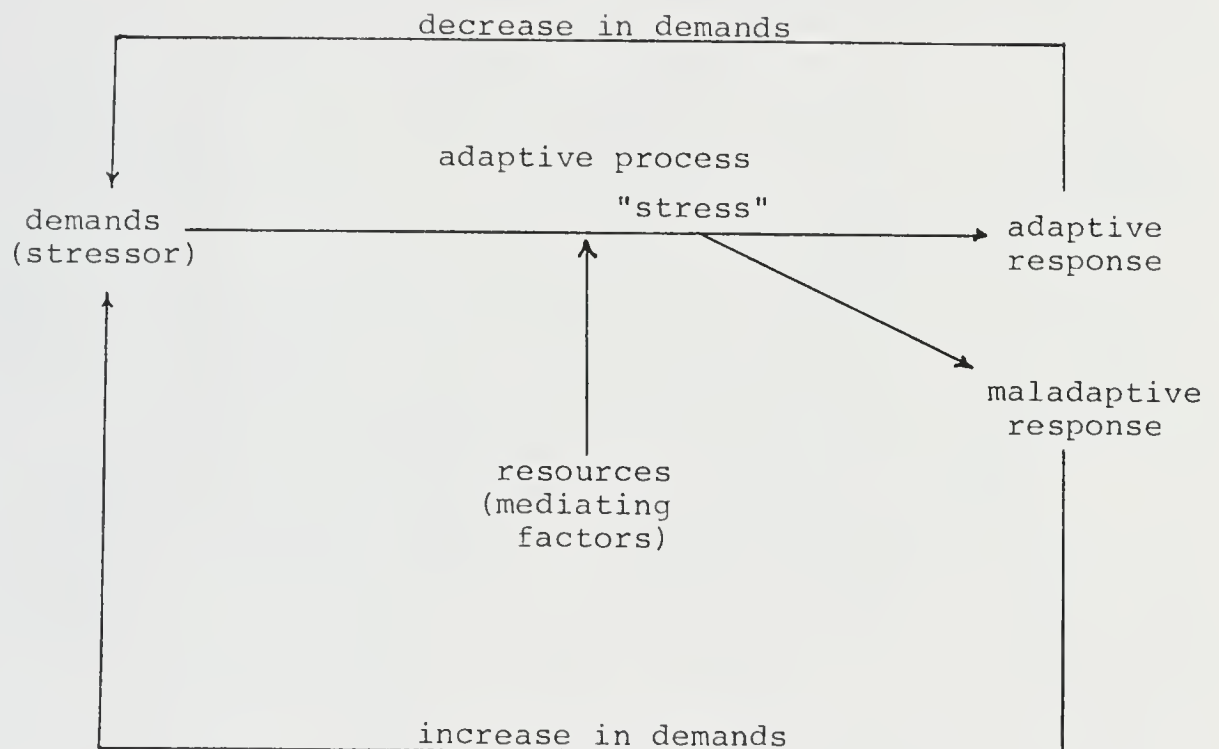 decrease in demands
adaptive process
"stress"
demands
(stressor)
adaptive
response
maladaptive
response
resources
(mediating
factors)
increase in demands